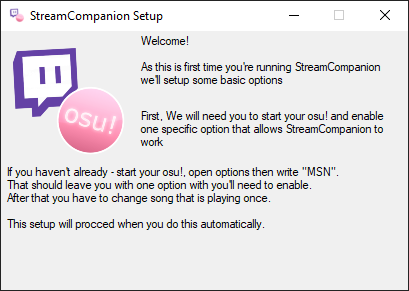 StreamCompanion Setup
Welcome!
As this is first time you're running StreamCompanion
we'll setup some basic options
First, We will need you to start your osu! and enable
one specific option that allows StreamCompanion to
work
osu!
If you haven't already - start your osu!, open options then write "MSN".
That should leave you with one option with you'll need to enable.
After that you have to change song that is playing once.
This setup will procced when you do this automatically.